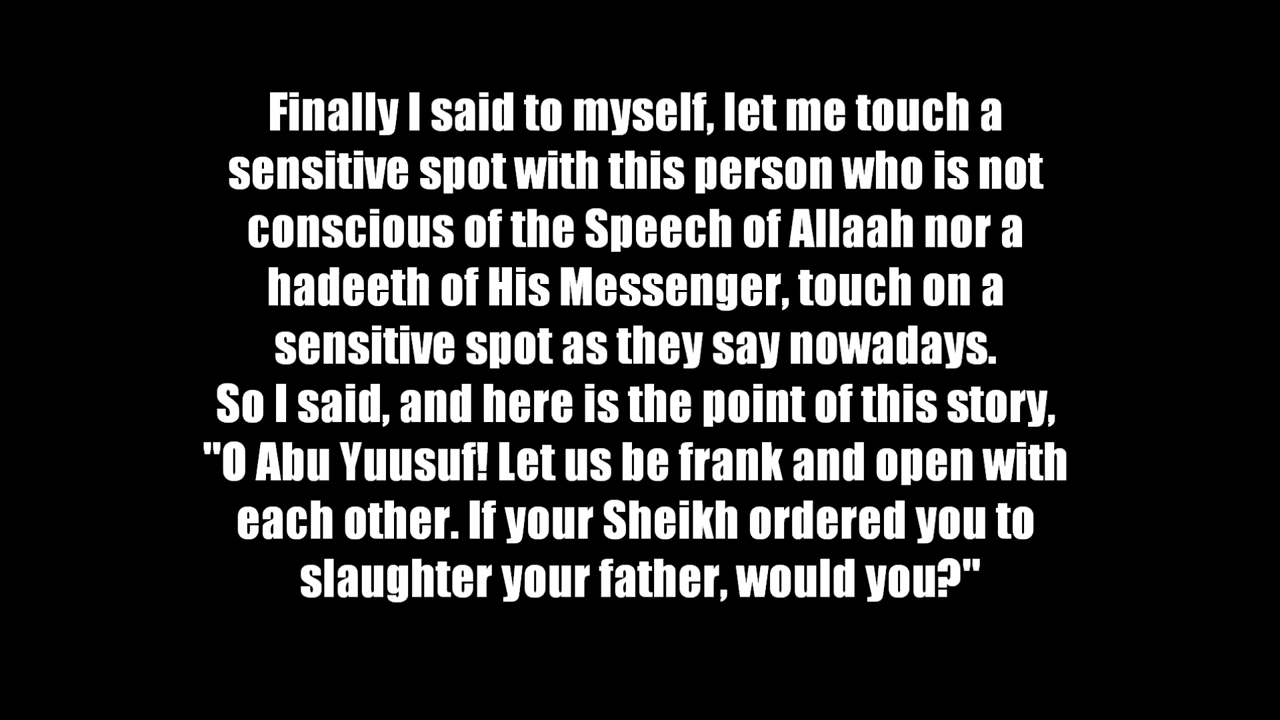 Finally I said to myself, let me touch a
sensitive spot with this person who is not
conscious of the Speech of Allaah nor a
hadeeth of His Messenger, touch on a
sensitive spot as they say nowadays.
So I said, and here is the point of this story,
"O Abu Yuusuf! Let us be frank and open with
each other. If your Sheikh ordered you to
slaughter your father, would you?"